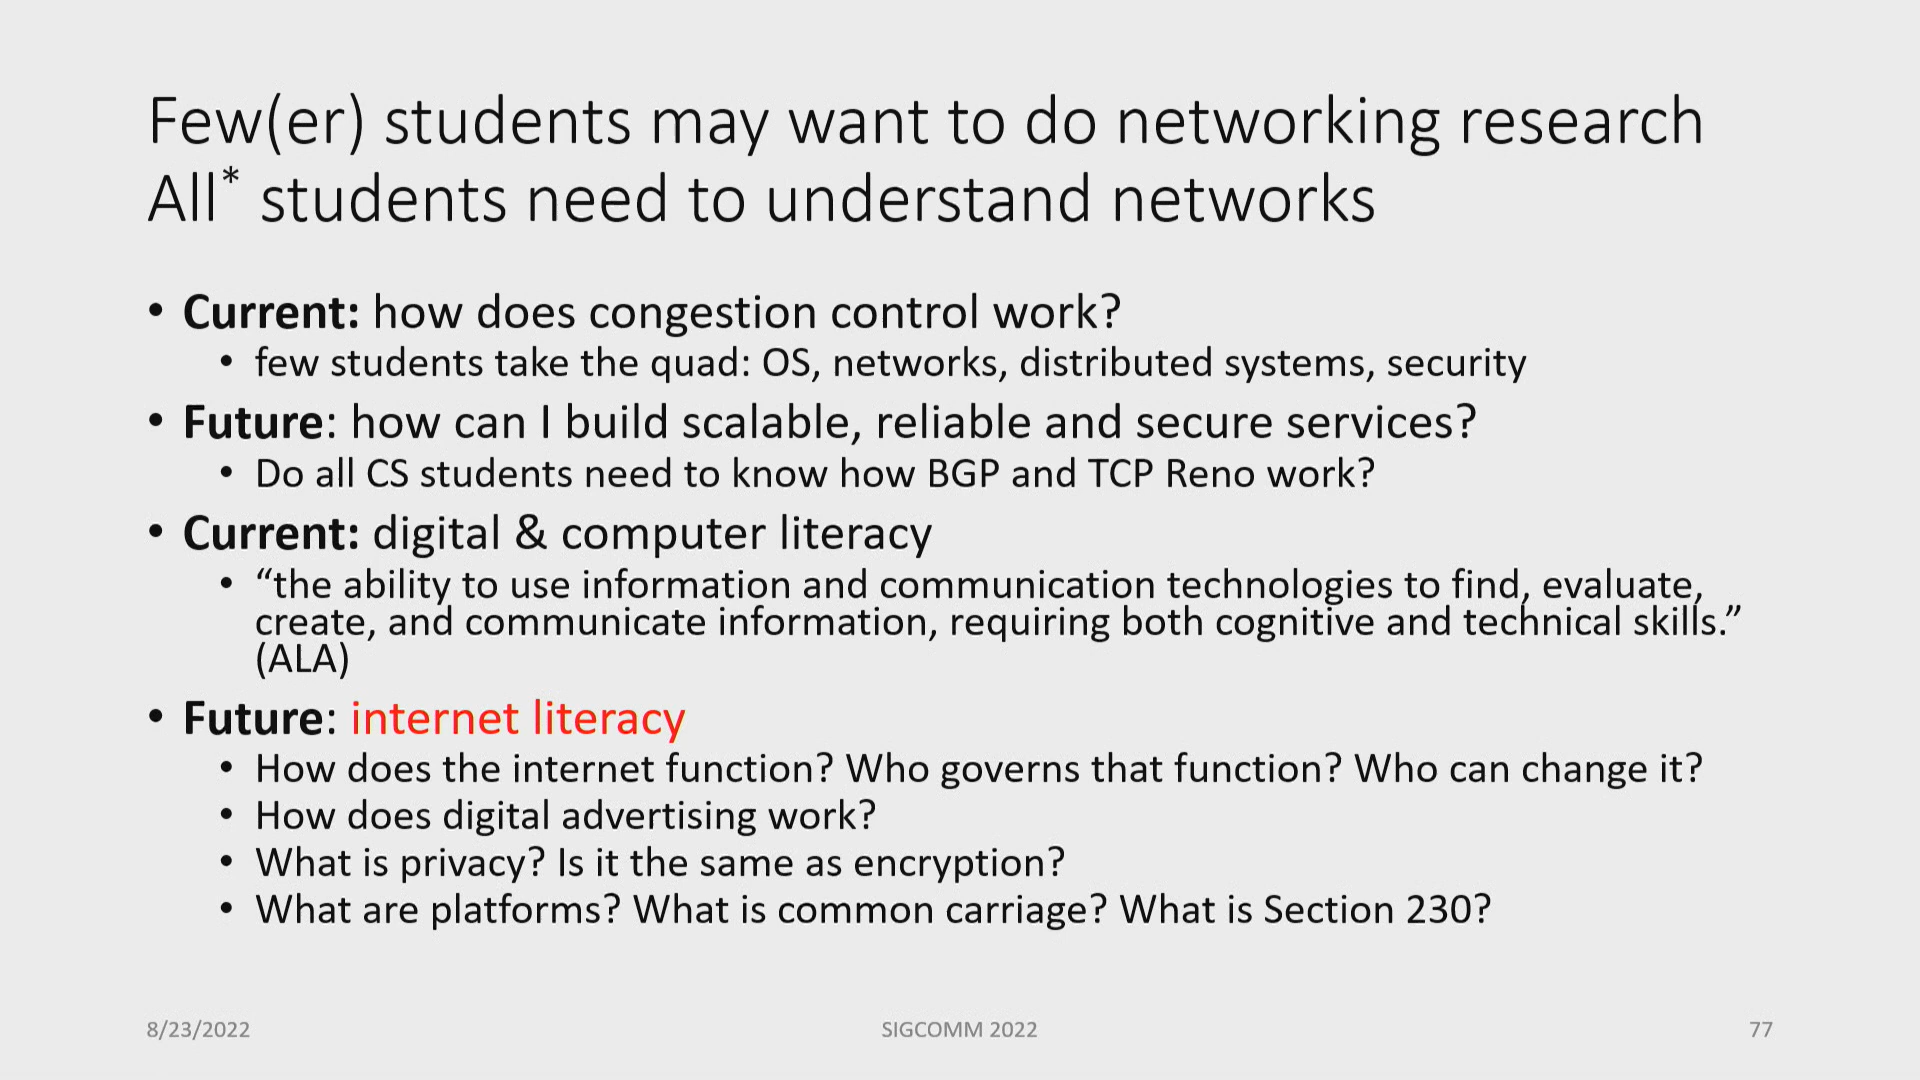 Few(er) students may want to do networking research
All* students need to understand networks
• Current: how does congestion control work?
• few students take the quad: OS, networks, distributed systems, security
• Future: how can I build scalable, reliable and secure services?
• Do all CS students need to know how BGP and TCP Reno work?
• Current: digital & computer literacy
• “the ability to use information and communication technologies to find, evaluate,
create, and communicate information, requiring both cognitive and technical skills.”
(ALA)
• Future: internet literacy
• How does the internet function? Who governs that function? Who can change it?
• How does digital advertising work?
• What is privacy? Is it the same as encryption?
• What are platforms? What is common carriage? What is Section 230?
8/23/2022
SIGCOMM 2022
77